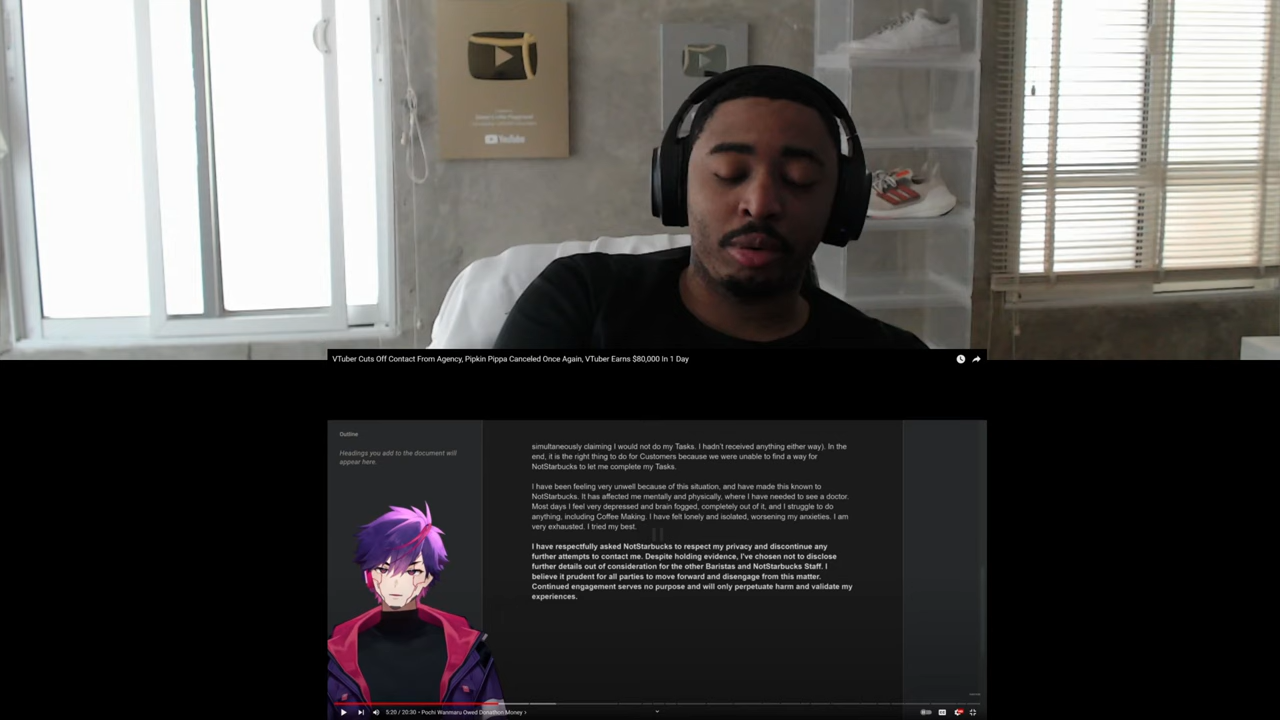 YouTube
VTuber Cuts Off Contact From Agency, Pipkin Pippa Canceled Once Again, VTuber Earns $80,000 In 1 Day
Outline
Headings you add to the document will
appear here.
simultaneously claiming I would not do my Tasks. I hadn't received anything either way). In the
end, it is the right thing to do for Customers because we were unable to find a way for
NotStarbucks to let me complete my Tasks.
I have been feeling very unwell because of this situation, and have made this known to
NotStarbucks. It has affected me mentally and physically, where I have needed to see a doctor.
Most days I feel very depressed and brain fogged, completely out of it, and I struggle to do
anything, including Coffee Making. I have felt lonely and isolated, worsening my anxieties. I am
very exhausted. I tried my best.
I have respectfully asked NotStarbucks to respect my privacy and discontinue any
further attempts to contact me. Despite holding evidence, I've chosen not to disclose
further details out of consideration for the other Baristas and NotStarbucks Staff. I
believe it prudent for all parties to move forward and disengage from this matter.
Continued engagement serves no purpose and will only perpetuate harm and validate my
experiences.
5:20 / 20:30 • Pochi Wanmaru Owed Donathon Money ›